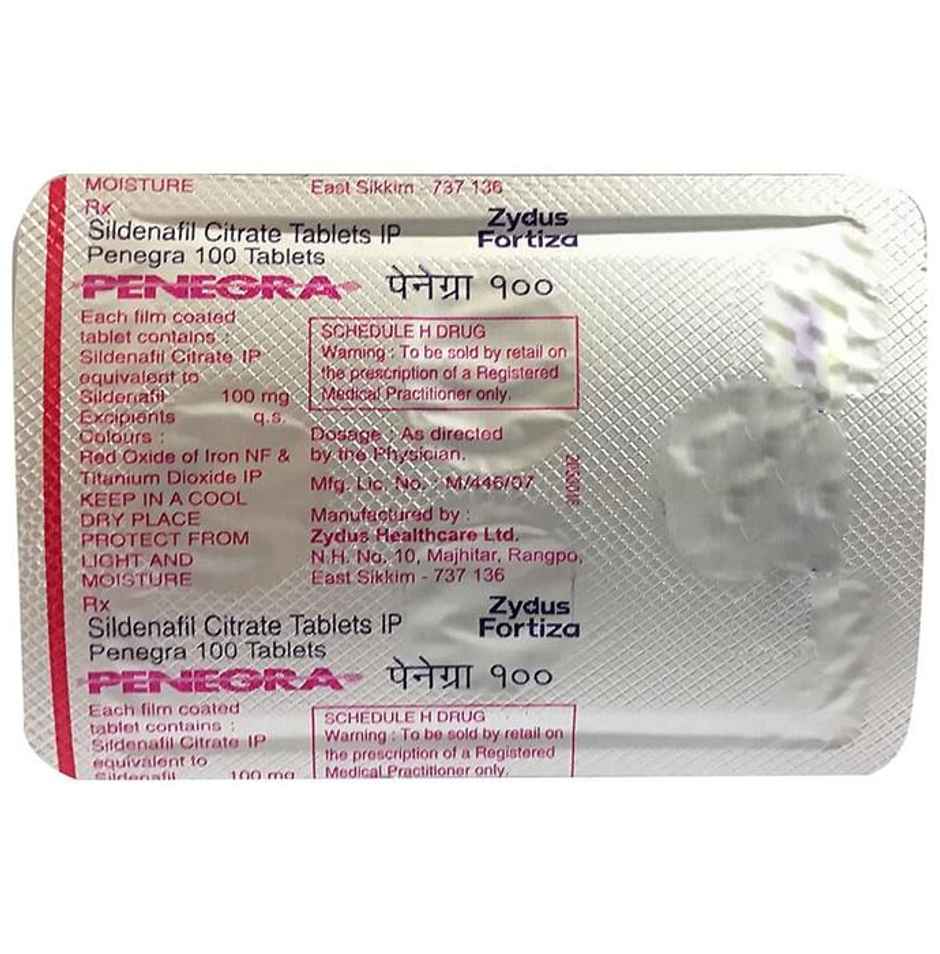 MOISTURE East Sikkim - 737 136
Rx
Zydus
Fortiza
Sildenafil Citrate Tablets IP
Penegra 100 Tablets
PENEGRA पेनेग्रा १००
Each film coated
tablet contains :
Sildenafil Citrate IP
equivalent to
Sildenafil 100 mg
Excipients q.s.
Colours :
Red Oxide of Iron NF &
Titanium Dioxide IP
KEEP IN A COOL
DRY PLACE
PROTECT FROM
LIGHT AND
MOISTURE
SCHEDULE H DRUG
Warning : To be sold by retail on
the prescription of a Registered
Medical Practitioner only.
Dosage : As directed
by the Physician.
Mfg. Lic. No. : M/446/07
Manufactured by :
Zydus Healthcare Ltd.
N.H. No. 10, Majhitar, Rangpo,
East Sikkim - 737 136
Rx
Zydus
Fortiza
Sildenafil Citrate Tablets IP
Penegra 100 Tablets
PENEGRA पेनेग्रा १००
Each film coated
tablet contains :
Sildenafil Citrate IP
equivalent to
Sildenafil 100 mg
SCHEDULE H DRUG
Warning : To be sold by retail on
the prescription of a Registered
Medical Practitioner only.